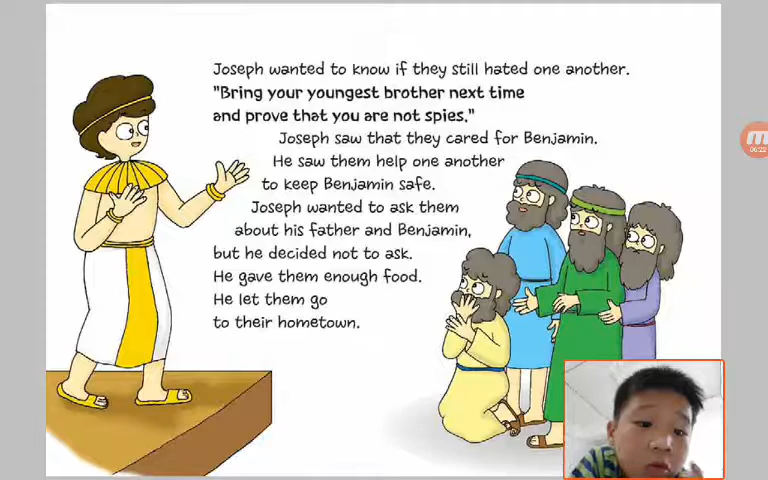 Joseph wanted to know if they still hated one another.
"Bring your youngest brother next time
and prove that you are not spies."
Joseph saw that they cared for Benjamin.
He saw them help one another
to keep Benjamin safe.
Joseph wanted to ask them
about his father and Benjamin,
but he decided not to ask.
He gave them enough food.
He let them go
to their hometown.
06:22